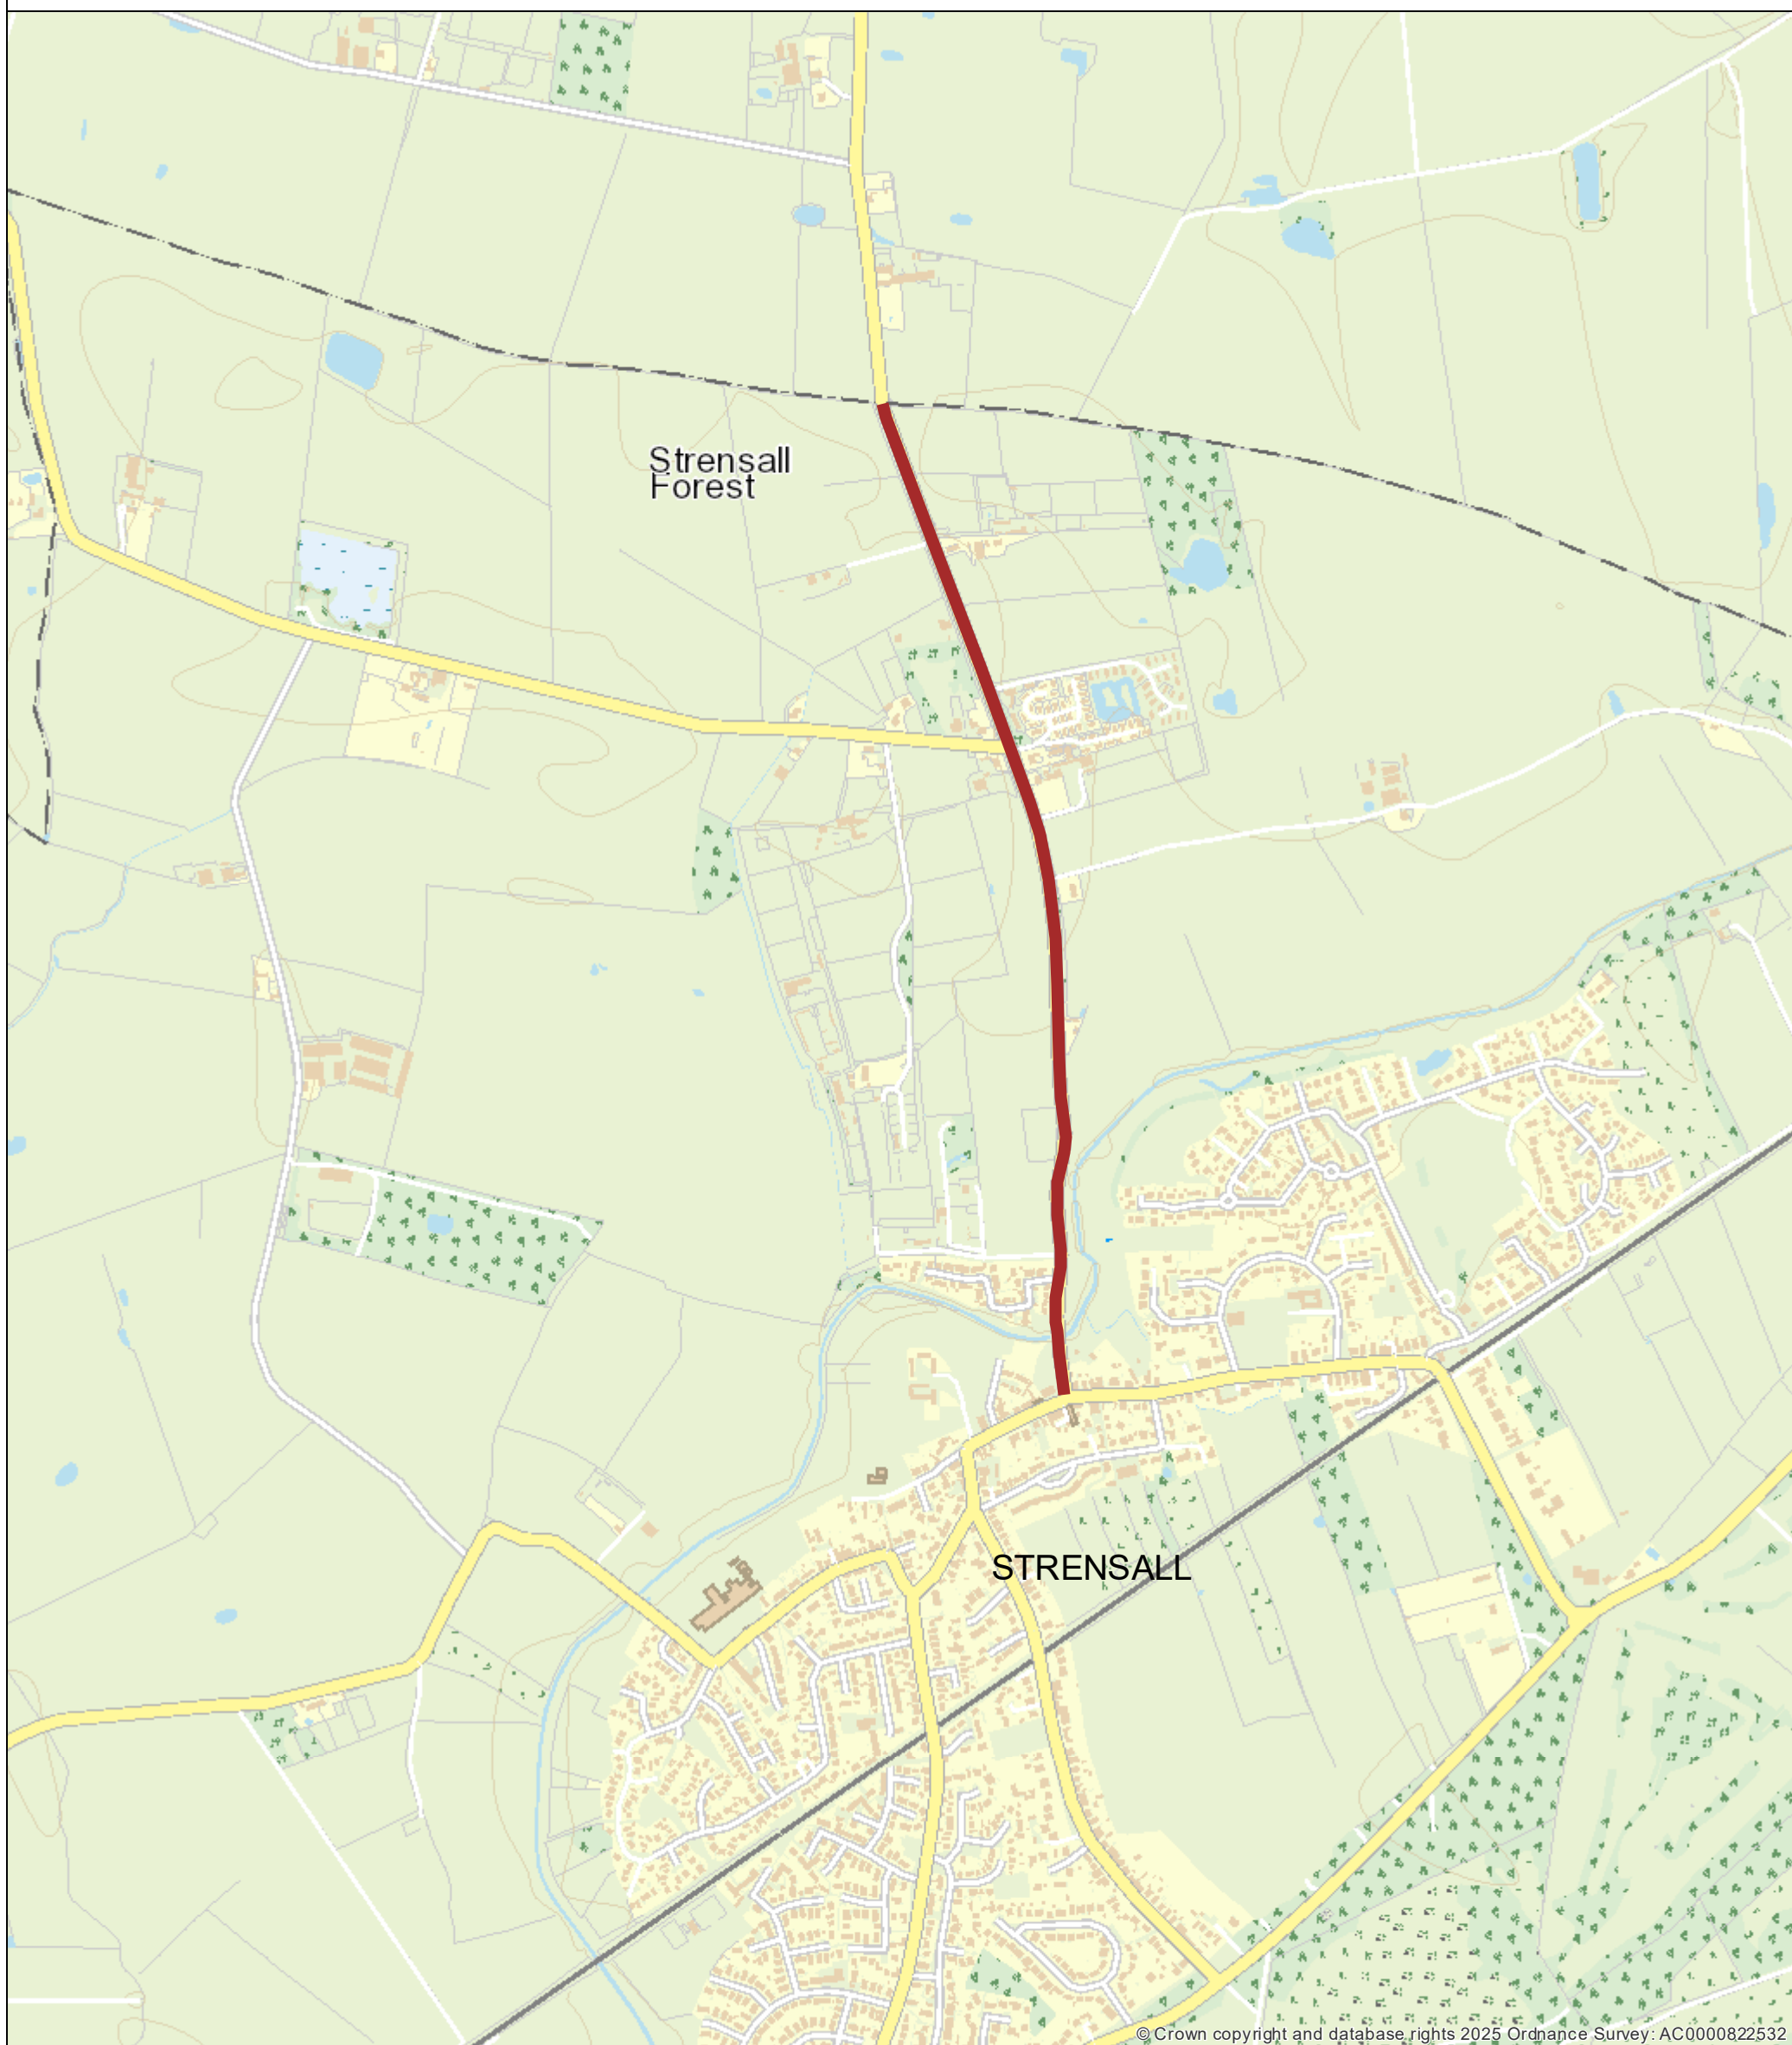 Strensall
Forest
STRENSALL
© Crown copyright and database rights 2025 Ordnance Survey: AC0000822532